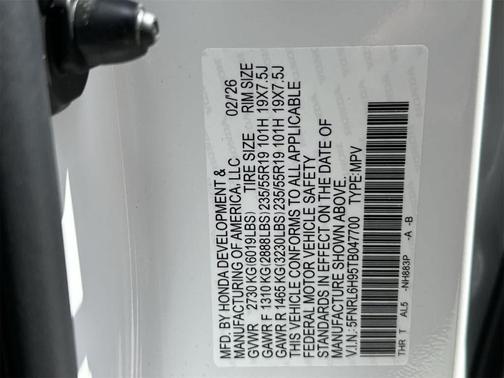 MFD. BY HONDA DEVELOPMENT &
MANUFACTURING OF AMERICA, LLC 02/'26
GVWR 2730 KG(6019LBS) TIRE SIZE RIM SIZE
GAWR F 1310 KG(2888LBS)235/55R19 101H 19X7.5J
GAWR R 1465 KG(3230LBS)235/55R19 101H 19X7.5J
THIS VEHICLE CONFORMS TO ALL APPLICABLE
FEDERAL MOTOR VEHICLE SAFETY
STANDARDS IN EFFECT ON THE DATE OF
MANUFACTURE SHOWN ABOVE.
V.I.N.:5FNRL6H95TB047700 TYPE:MPV
THR T AL5 -NH883P -A -B